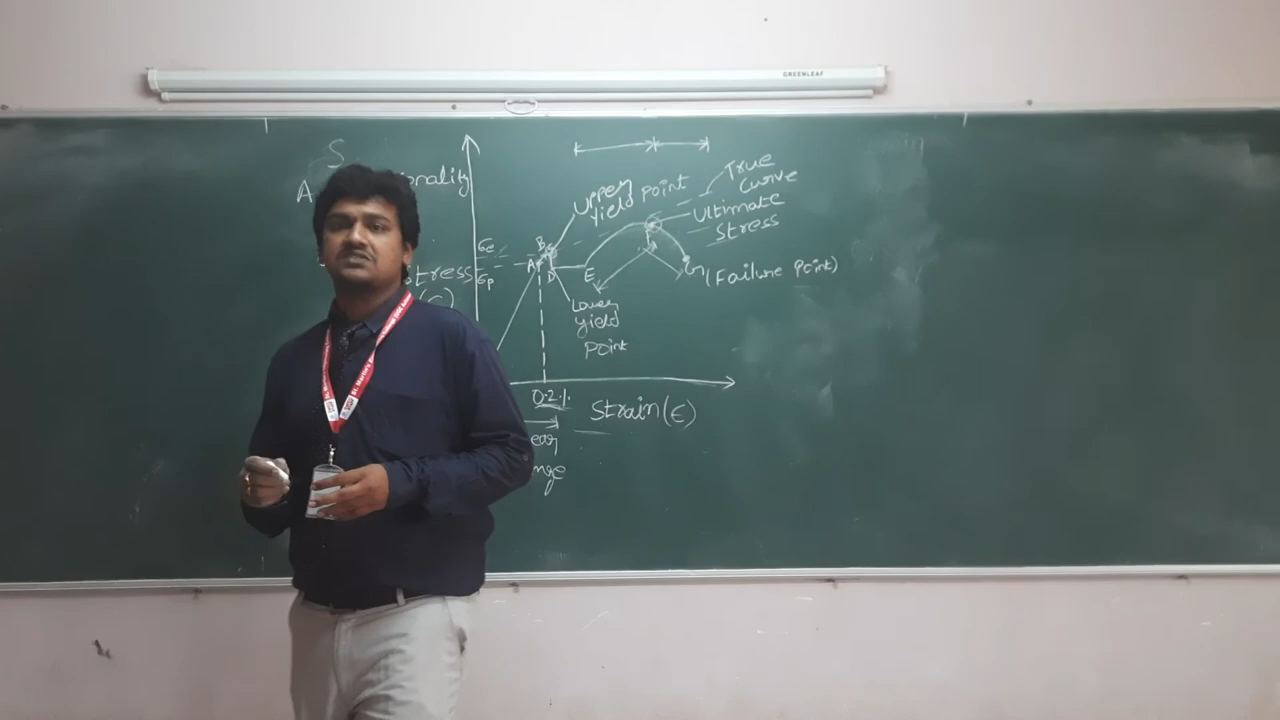 GREENLEAF
S
A
onality
True
Curve
Upper
yield Point
Ultimate
Stress
σe
B
C
A
D
E
σp
tress
G
(Failure Point)
Lower
yield
Point
0.2%
Strain(ε)
ear
nge